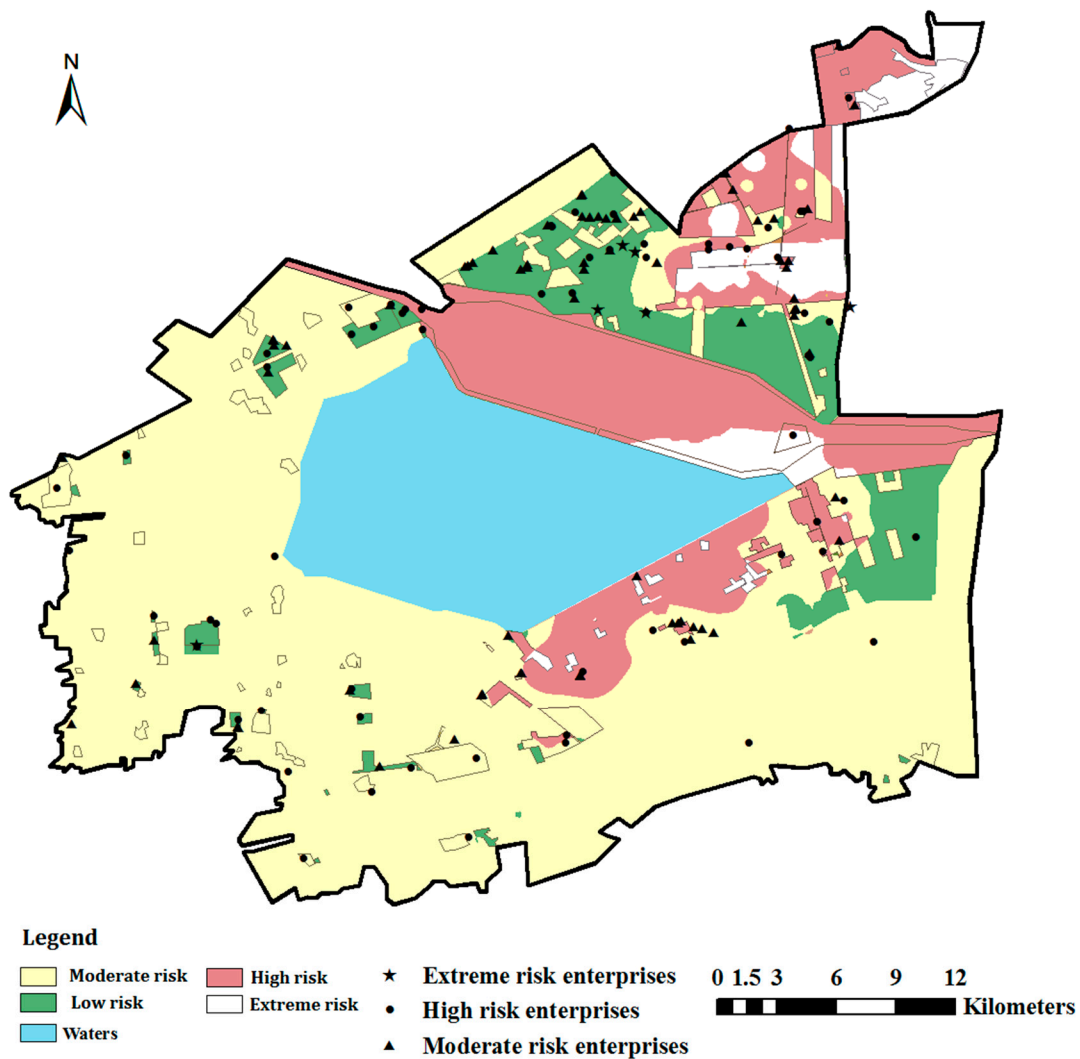 N
Legend
Moderate risk
High risk
Low risk
Extreme risk
Waters
Extreme risk enterprises
High risk enterprises
Moderate risk enterprises
0 1.5 3 6 9 12
Kilometers